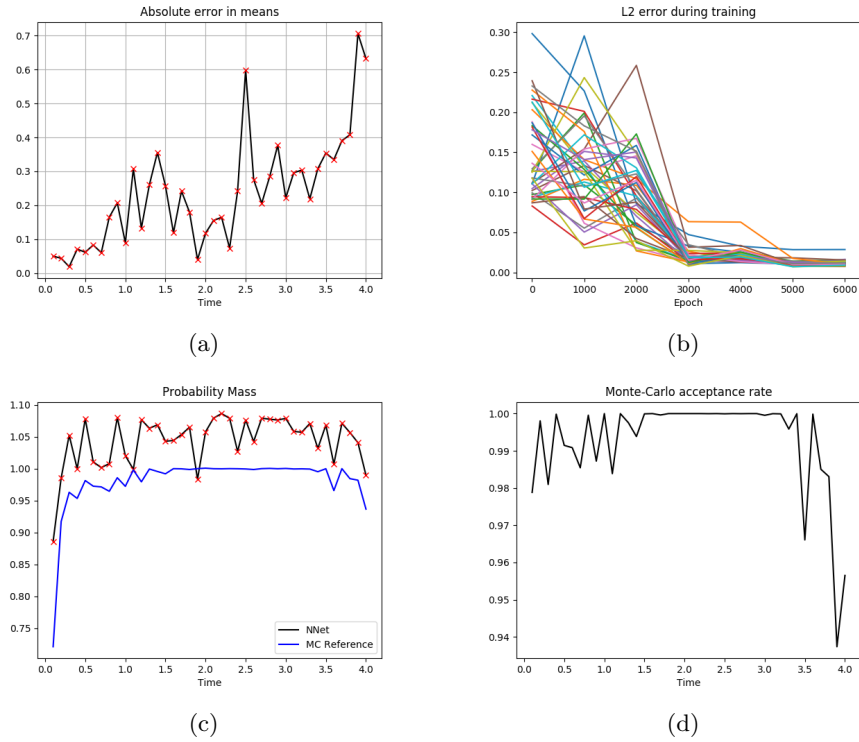 Absolute error in means
0.7
0.6
0.5
0.4
0.3
0.2
0.1
0.0
0.0 0.5 1.0 1.5 2.0 2.5 3.0 3.5 4.0
Time
(a)
L2 error during training
0.30
0.25
0.20
0.15
0.10
0.05
0.00
0 1000 2000 3000 4000 5000 6000
Epoch
(b)
Probability Mass
1.10
1.05
1.00
0.95
0.90
0.85
0.80
0.75
NNet
MC Reference
0.0 0.5 1.0 1.5 2.0 2.5 3.0 3.5 4.0
Time
(c)
Monte-Carlo acceptance rate
1.00
0.99
0.98
0.97
0.96
0.95
0.94
0.0 0.5 1.0 1.5 2.0 2.5 3.0 3.5 4.0
Time
(d)